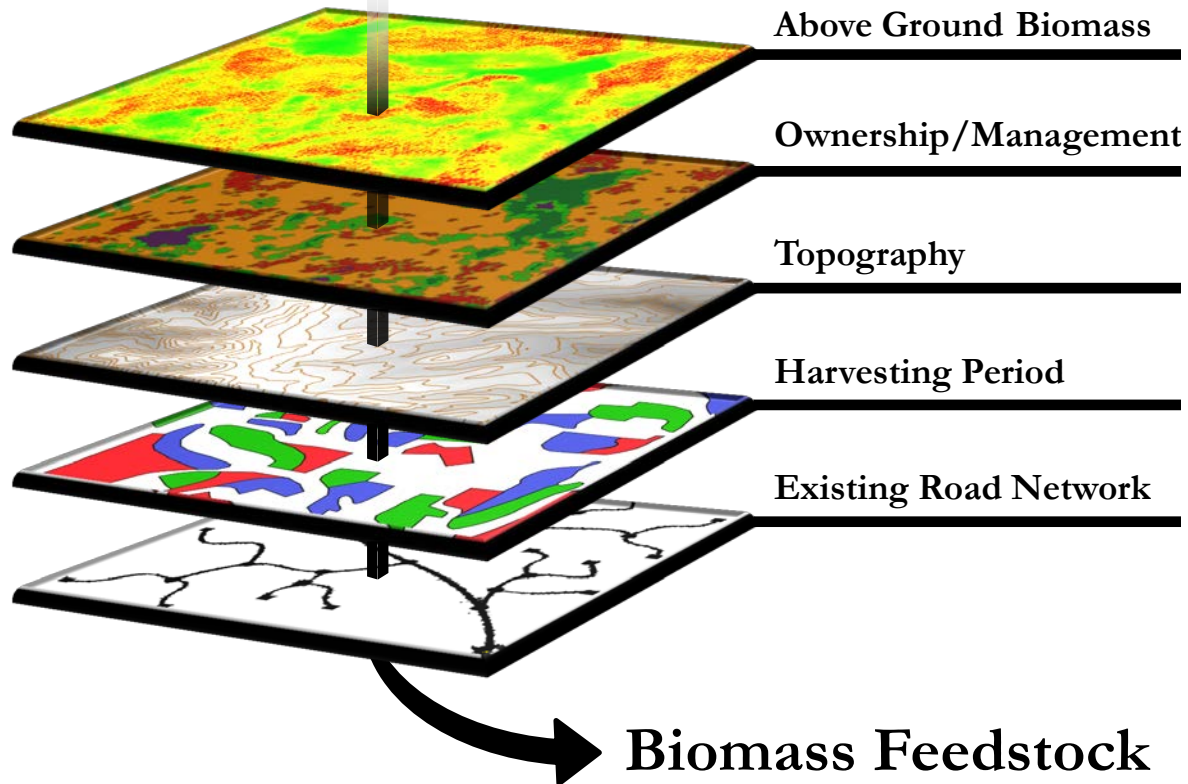 Above Ground Biomass
Ownership/Management
Topography
Harvesting Period
Existing Road Network
Biomass Feedstock